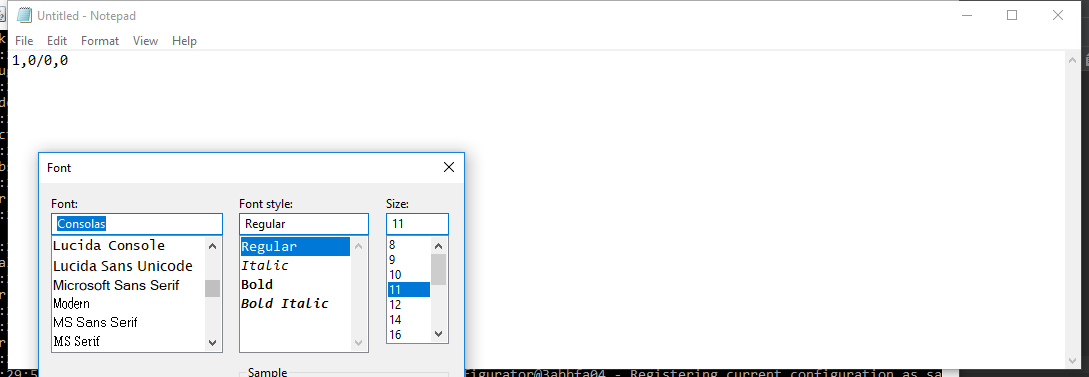 Untitled - Notepad
File Edit Format View Help
1,0/0,0
Font
Font: Font style: Size:
Consolas Regular 11
Lucida Console
Lucida Sans Unicode
Microsoft Sans Serif
Modern
MS Sans Serif
MS Serif
Regular
Italic
Bold
Bold Italic
8
9
10
11
12
14
16
Sample
:29:5 figurator@3abbfa04 - Registering current configuration as sa